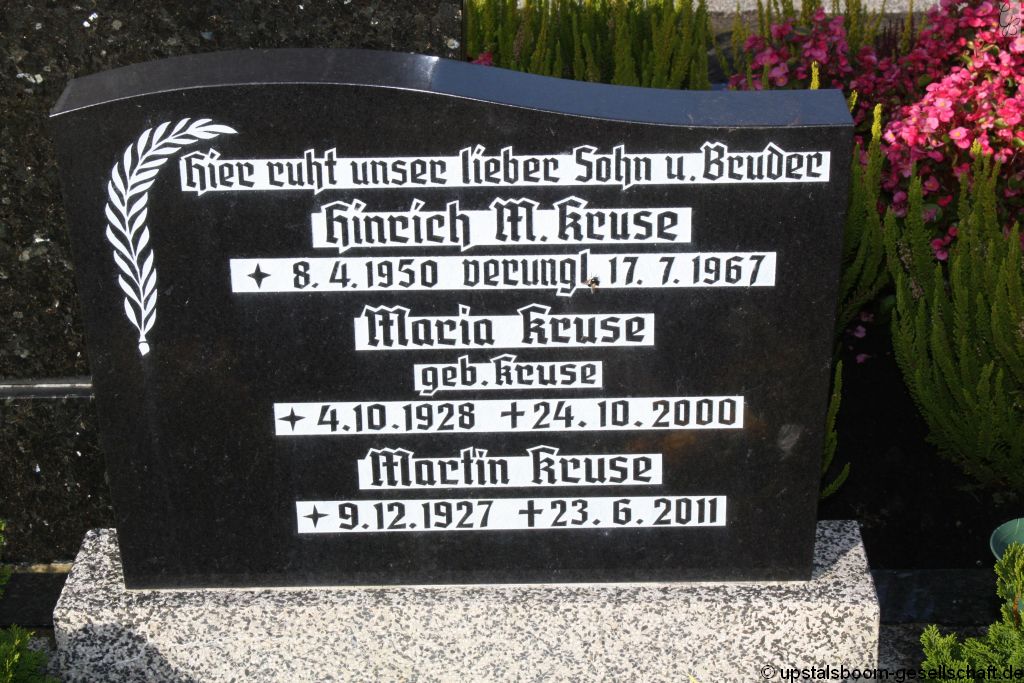 Hier ruht unser lieber Sohn u. Bruder
Hinrich M. Kruse
8. 4. 1950 verungl. 17. 7. 1967
Maria Kruse
geb. Kruse
4. 10. 1928 24. 10. 2000
Martin Kruse
9. 12. 1927 23. 6. 2011
© upstalsboom-gesellschaft.de